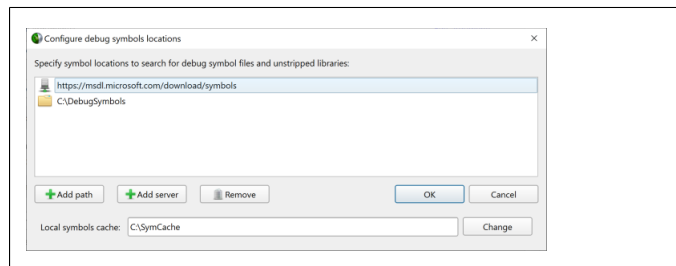 Configure debug symbols locations
Specify symbol locations to search for debug symbol files and unstripped libraries:
https://msdl.microsoft.com/download/symbols
C:\DebugSymbols
Add path Add server Remove OK Cancel
Local symbols cache: C:\SymCache Change